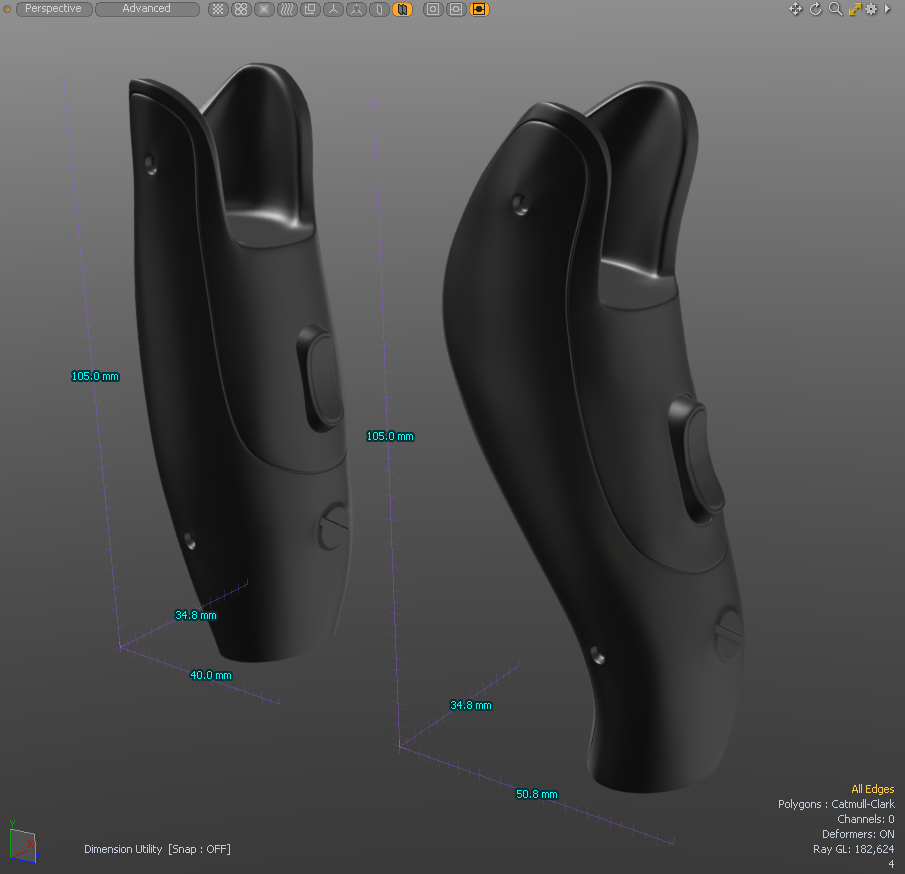 Perspective
Advanced
105.0 mm
105.0 mm
34.8 mm
40.0 mm
34.8 mm
50.8 mm
All Edges
Polygons : Catmull-Clark
Channels: 0
Deformers: ON
Ray GL: 182,624
4
Dimension Utility [Snap : OFF]
Y